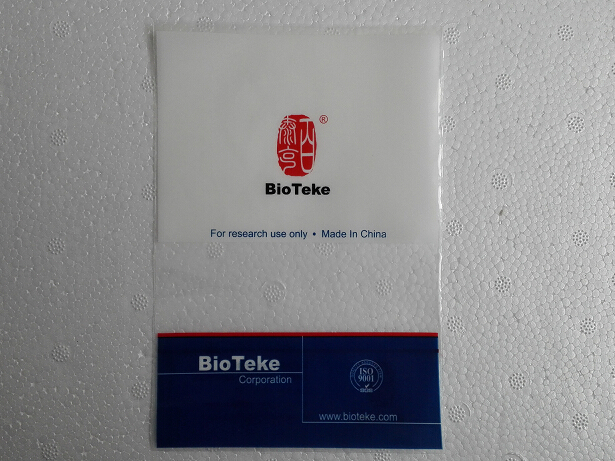 ®
BioTeke
For research use only • Made In China
BioTeke
Corporation
ISO
9001
www.bioteke.com